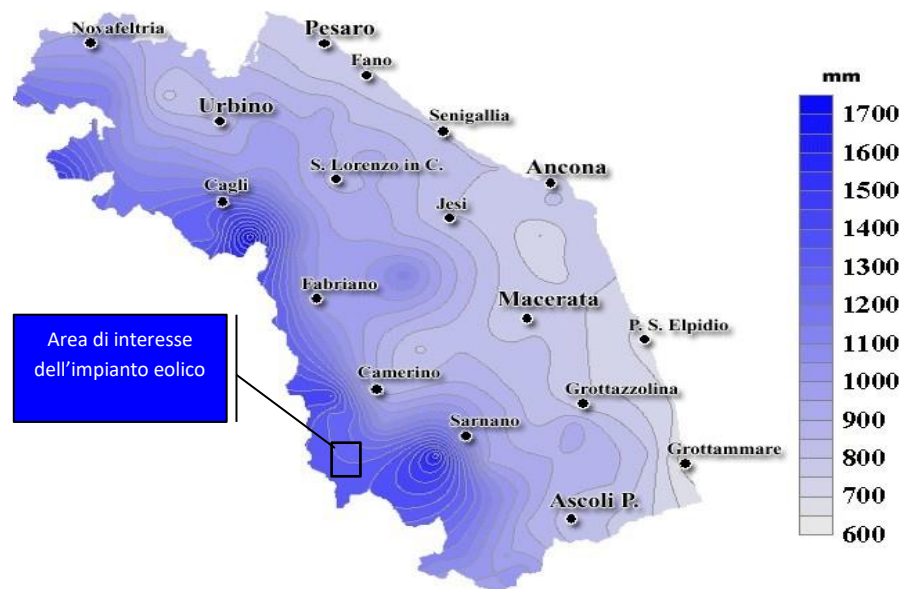 Novafeltria
Pesaro
Fano
mm
Urbino
Senigallia
S. Lorenzo in C.
Ancona
Cagli
Jesi
Fabriano
Macerata
P. S. Elpidio
Area di interesse
dell'impianto eolico
Camerino
Grottazzolina
Sarnano
Grottammare
Ascoli P.
1700
1600
1500
1400
1300
1200
1100
1000
900
800
700
600